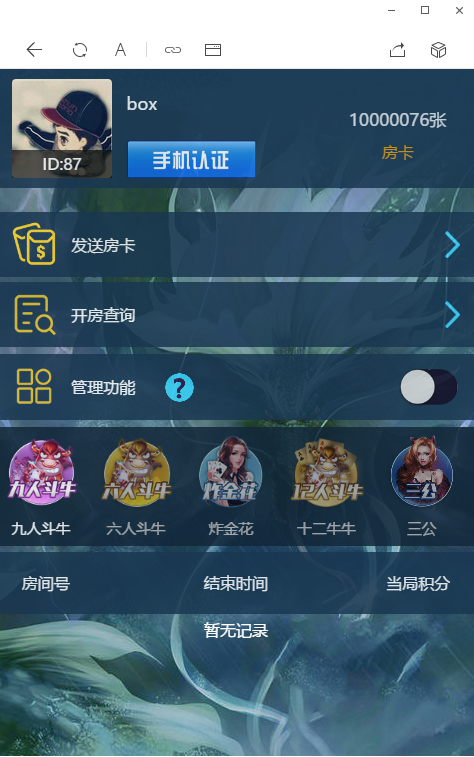 A
box
10000076张
ID:87
手机认证
房卡
发送房卡
$
开房查询
管理功能 ?
九人斗牛 六人斗牛 炸金花 12人斗牛 三公
九人斗牛 六人斗牛 炸金花 十二牛牛 三公
房间号 结束时间 当局积分
暂无记录